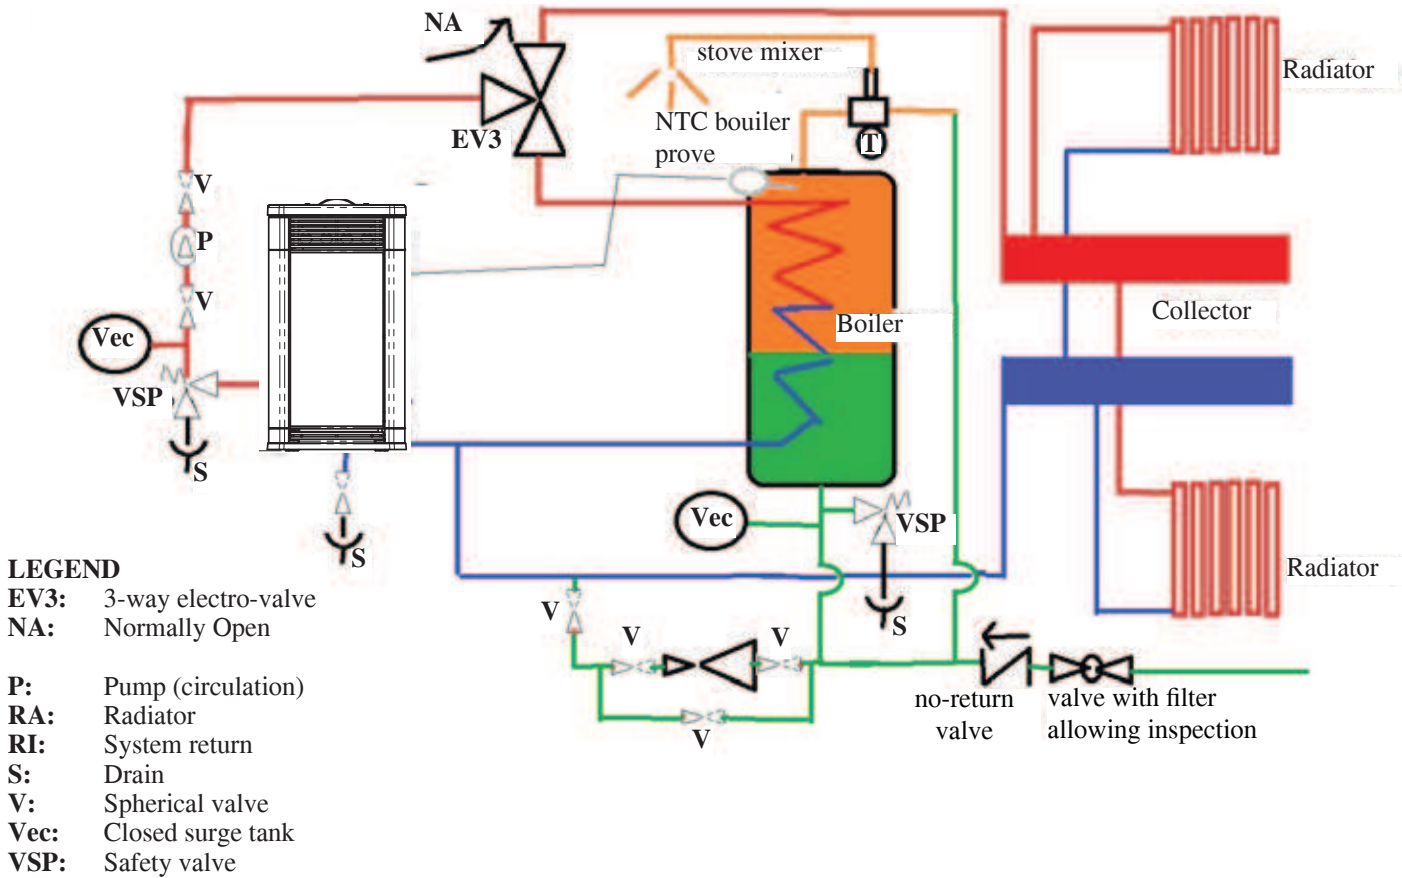 NA
stove mixer
Radiator
NTC bouiler
prove
EV3
T
V
P
V
Vec
VSP
S
Boiler
Collector
Vec
VSP
S
S
Radiator
V
V
V
V
no-return
valve
valve with filter
allowing inspection
LEGEND
EV3: 3-way electro-valve
NA: Normally Open
P: Pump (circulation)
RA: Radiator
RI: System return
S: Drain
V: Spherical valve
Vec: Closed surge tank
VSP: Safety valve